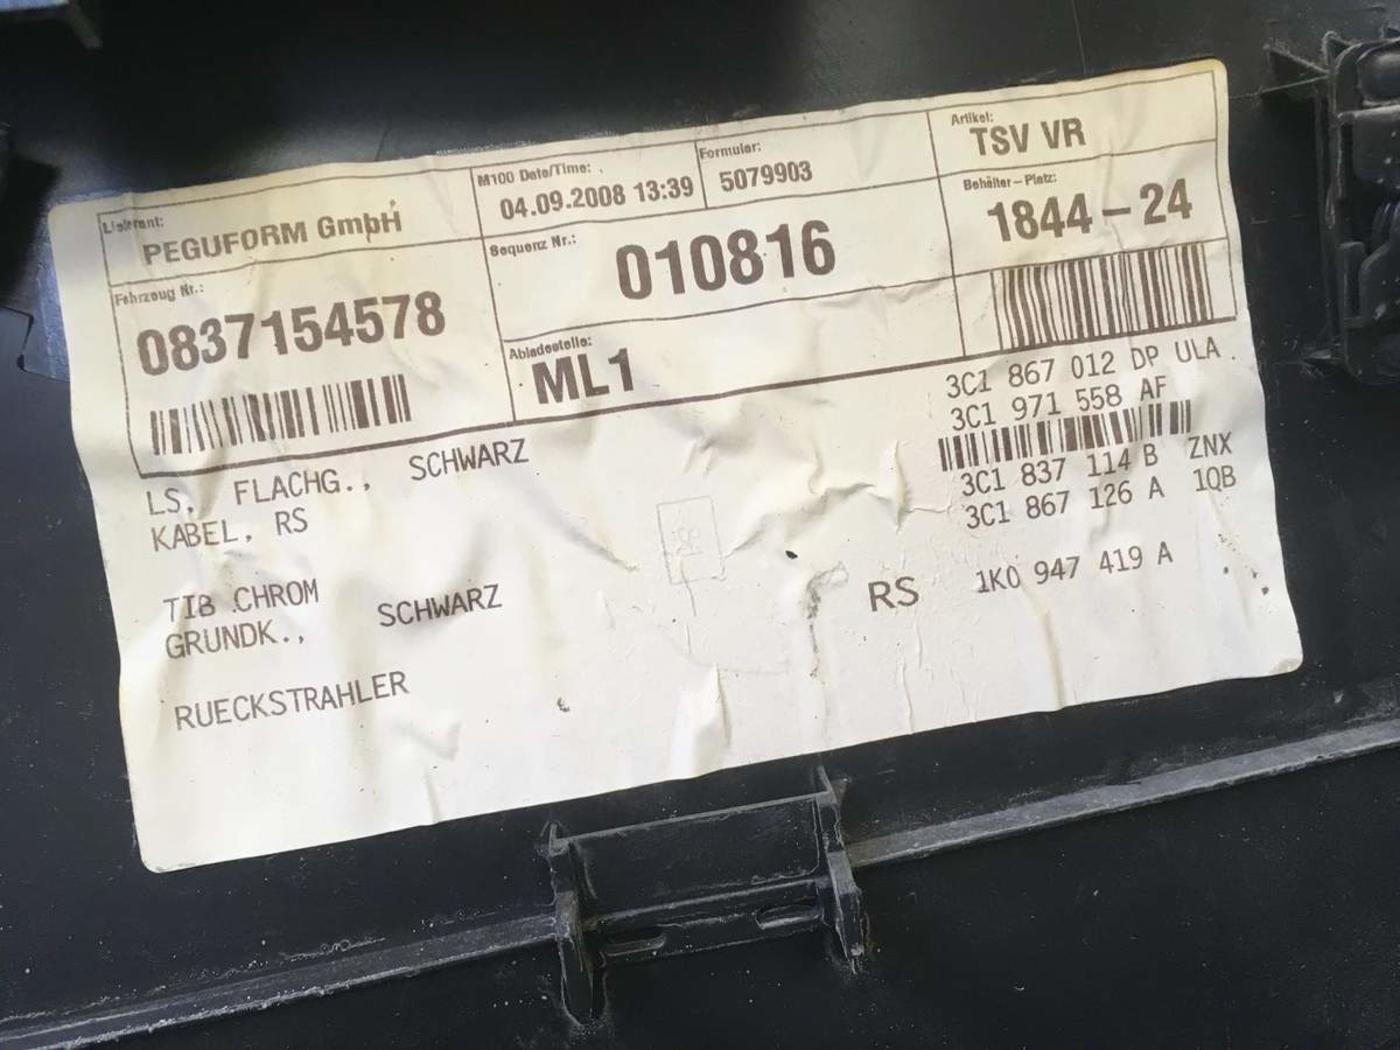 Lieferant:
PEGUFORM GmbH
M100 Date/Time:
04.09.2008 13:39
Formular:
5079903
Artikel:
TSV VR
Fahrzeug Nr.:
0837154578
Sequenz Nr.:
010816
Behälter-Platz:
1844-24
Abladestelle:
ML1
3C1 867 012 DP ULA
3C1 971 558 AF
3C1 837 114 B ZNX
3C1 867 126 A 1QB
LS, FLACHG., SCHWARZ
KABEL, RS
TIB CHROM
GRUNDK., SCHWARZ
RS 1K0 947 419 A
RUECKSTRAHLER